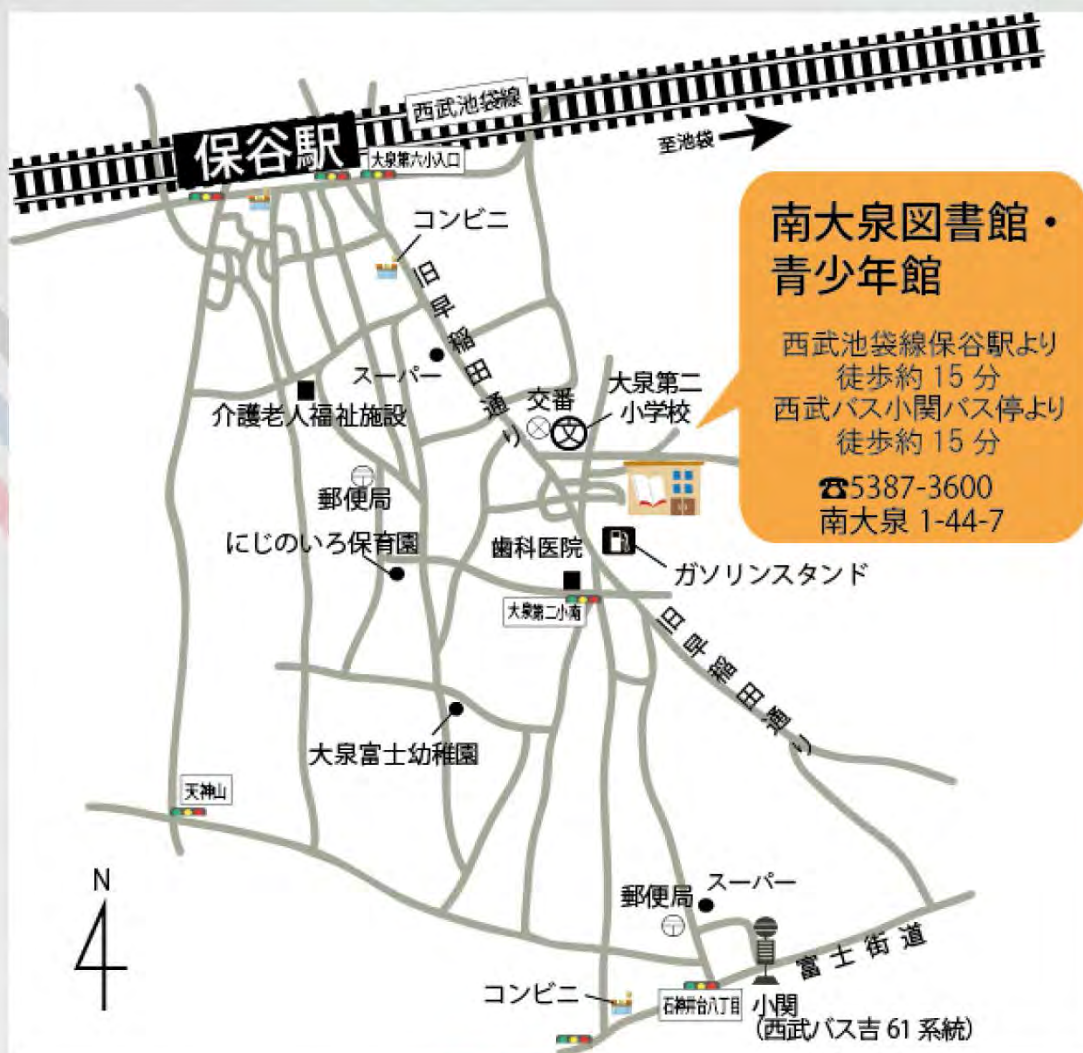 西武池袋線
保谷駅
至池袋
大泉第六小入口
コンビニ
旧早稲田通り
南大泉図書館・
青少年館
西武池袋線保谷駅より
徒歩約 15 分
西武バス小関バス停より
徒歩約 15 分
☎5387-3600
南大泉 1-44-7
スーパー
大泉第二
小学校
交番
文
介護老人福祉施設
〒
郵便局
にじのいろ保育園
歯科医院
ガソリンスタンド
大泉第二小南
旧早稲田通り
大泉富士幼稚園
天神山
N
郵便局
スーパー
〒
富士街道
コンビニ
石神井台八丁目
小関
(西武バス吉 61 系統)